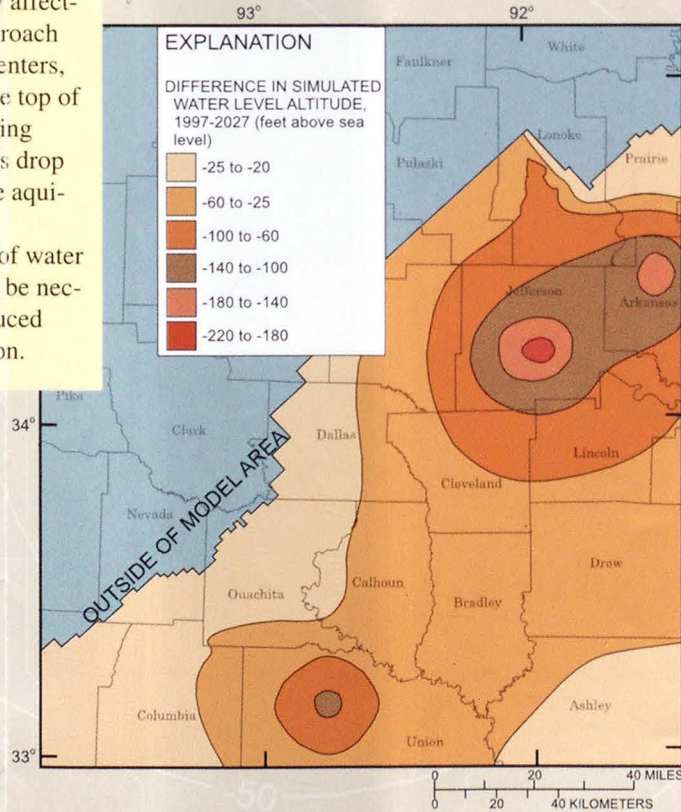 affect-
roach
enters,
e top of
ing
s drop
e aqui-
of water
be nec-
uced
on.
93°
92°
EXPLANATION
DIFFERENCE IN SIMULATED
WATER LEVEL ALTITUDE,
1997-2027 (feet above sea
level)
-25 to -20
-60 to -25
-100 to -60
-140 to -100
-180 to -140
-220 to -180
Faulkner
White
Lonoke
Pulaski
Prairie
Jefferson
Arkansas
Pike
34°
Clark
Dallas
Lincoln
Cleveland
Nevada
OUTSIDE OF MODEL AREA
Ouachita
Calhoun
Bradley
Drew
Columbia
Ashley
Union
33°
0 20 40 MILES
0 20 40 KILOMETERS
50